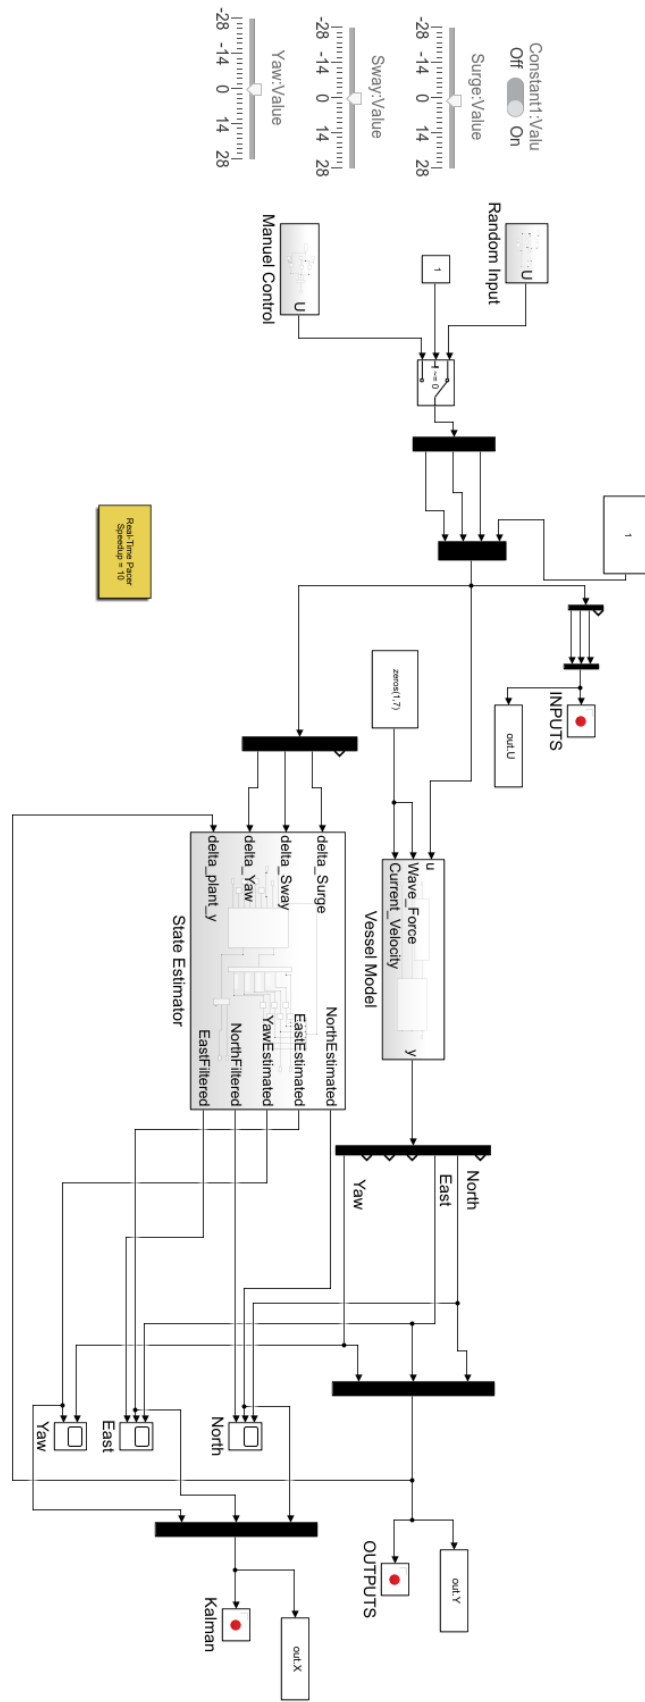 Constant1:Valu
Off
On
Surge:Value
-28 -14 0 14 28
Sway:Value
-28 -14 0 14 28
Yaw:Value
-28 -14 0 14 28
Random Input
U
1
Manuel Control
U
~= 0
1
Real-Time Pacer
Speedup = 10
INPUTS
out.U
zeros(1,7)
u
Wave_Force
Current_Velocity
y
Vessel Model
delta_Surge
delta_Sway
delta_Yaw
delta_plant_y
NorthEstimated
EastEstimated
YawEstimated
NorthFiltered
EastFiltered
State Estimator
North
East
Yaw
North
East
Yaw
out.Y
OUTPUTS
out.X
Kalman